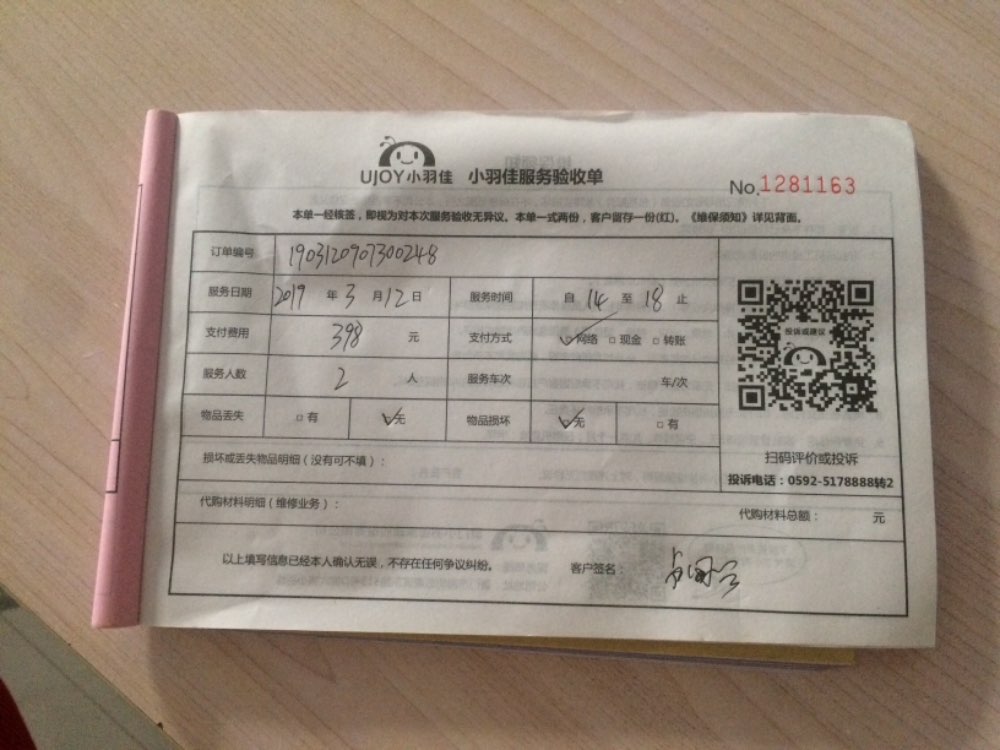 UJOY小羽佳 小羽佳服务验收单
No.1281163
本单一经核签，即视为对本次服务验收无异议。本单一式两份，客户留存一份(红)。《维保须知》详见背面。
订单编号 1903120907300248
服务日期 2019 年 3 月 12 日 服务时间 自 14 至 18 止
支付费用 398 元 支付方式 网络 现金 转账
服务人数 2 人 服务车次 车/次
物品丢失 有 无 物品损坏 无 有
损坏或丢失物品明细（没有可不填）：
投诉或建议
扫码评价或投诉
投诉电话：0592-5178888转2
代购材料明细（维修业务）： 代购材料总额： 元
以上填写信息已经本人确认无误，不存在任何争议纠纷。 客户签名：